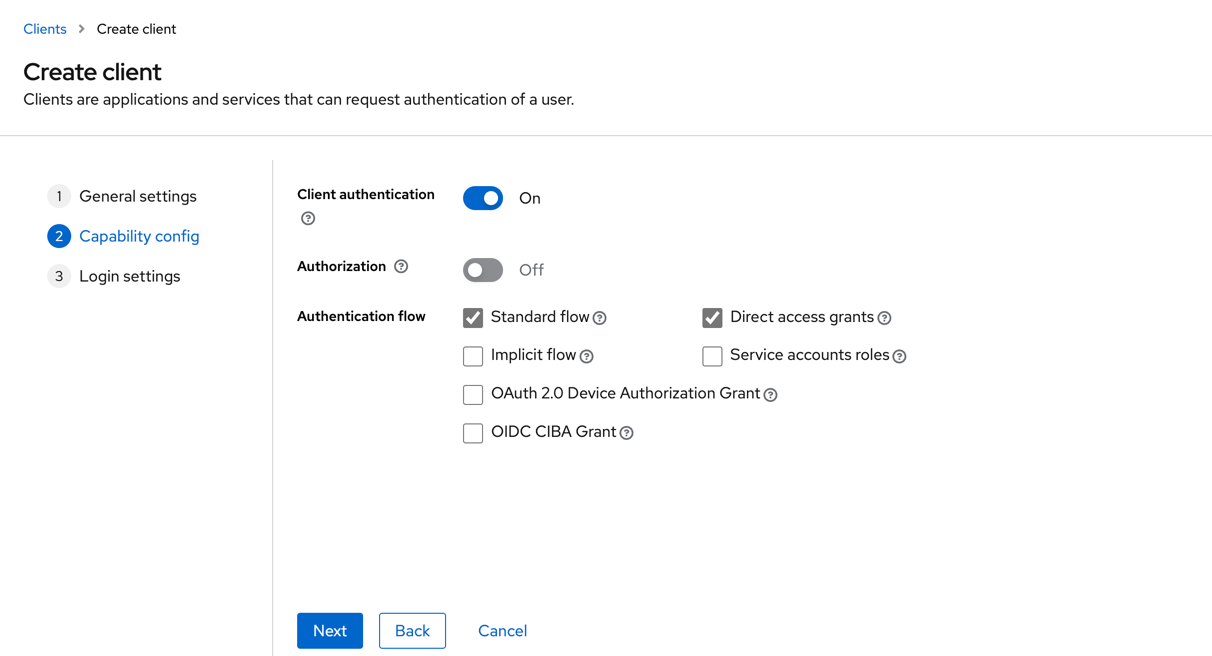 Clients > Create client
Create client
Clients are applications and services that can request authentication of a user.
1 General settings
2 Capability config
3 Login settings
Client authentication
On
Authorization
Off
Authentication flow
Standard flow
Direct access grants
Implicit flow
Service accounts roles
OAuth 2.0 Device Authorization Grant
OIDC CIBA Grant
Next
Back
Cancel